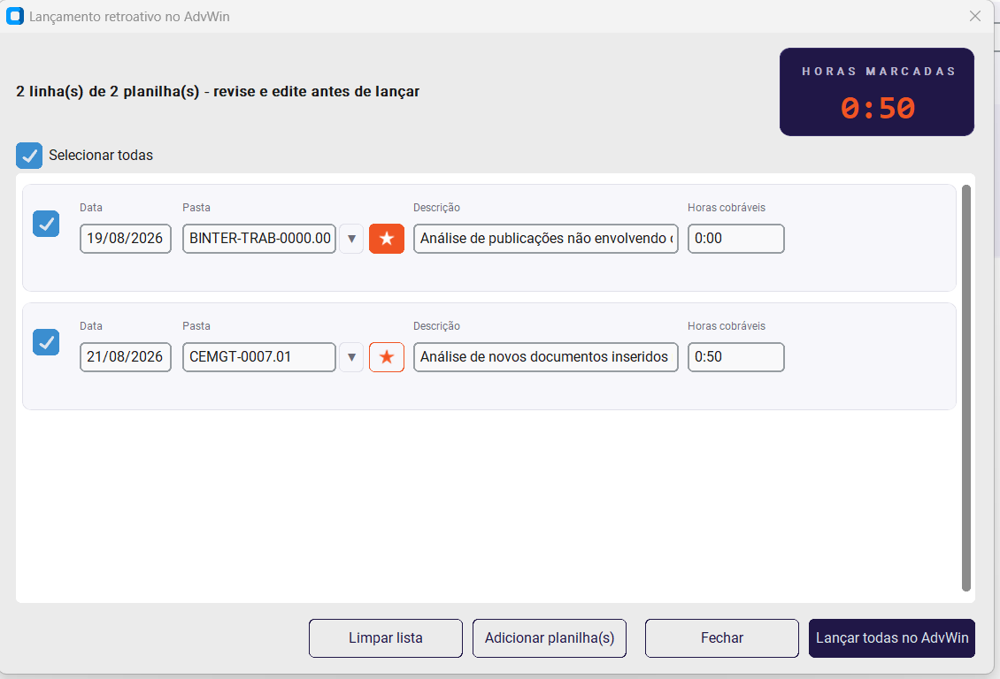 Lançamento retroativo no AdvWin
HORAS MARCADAS
2 linha(s) de 2 planilha(s) - revise e edite antes de lançar
0:50
Selecionar todas
Data Pasta Descrição Horas cobráveis
19/08/2026 BINTER-TRAB-0000.00 Análise de publicações não envolvendo 0:00
Data Pasta Descrição Horas cobráveis
21/08/2026 CEMGT-0007.01 Análise de novos documentos inseridos 0:50
Limpar lista Adicionar planilha(s) Fechar Lançar todas no AdvWin